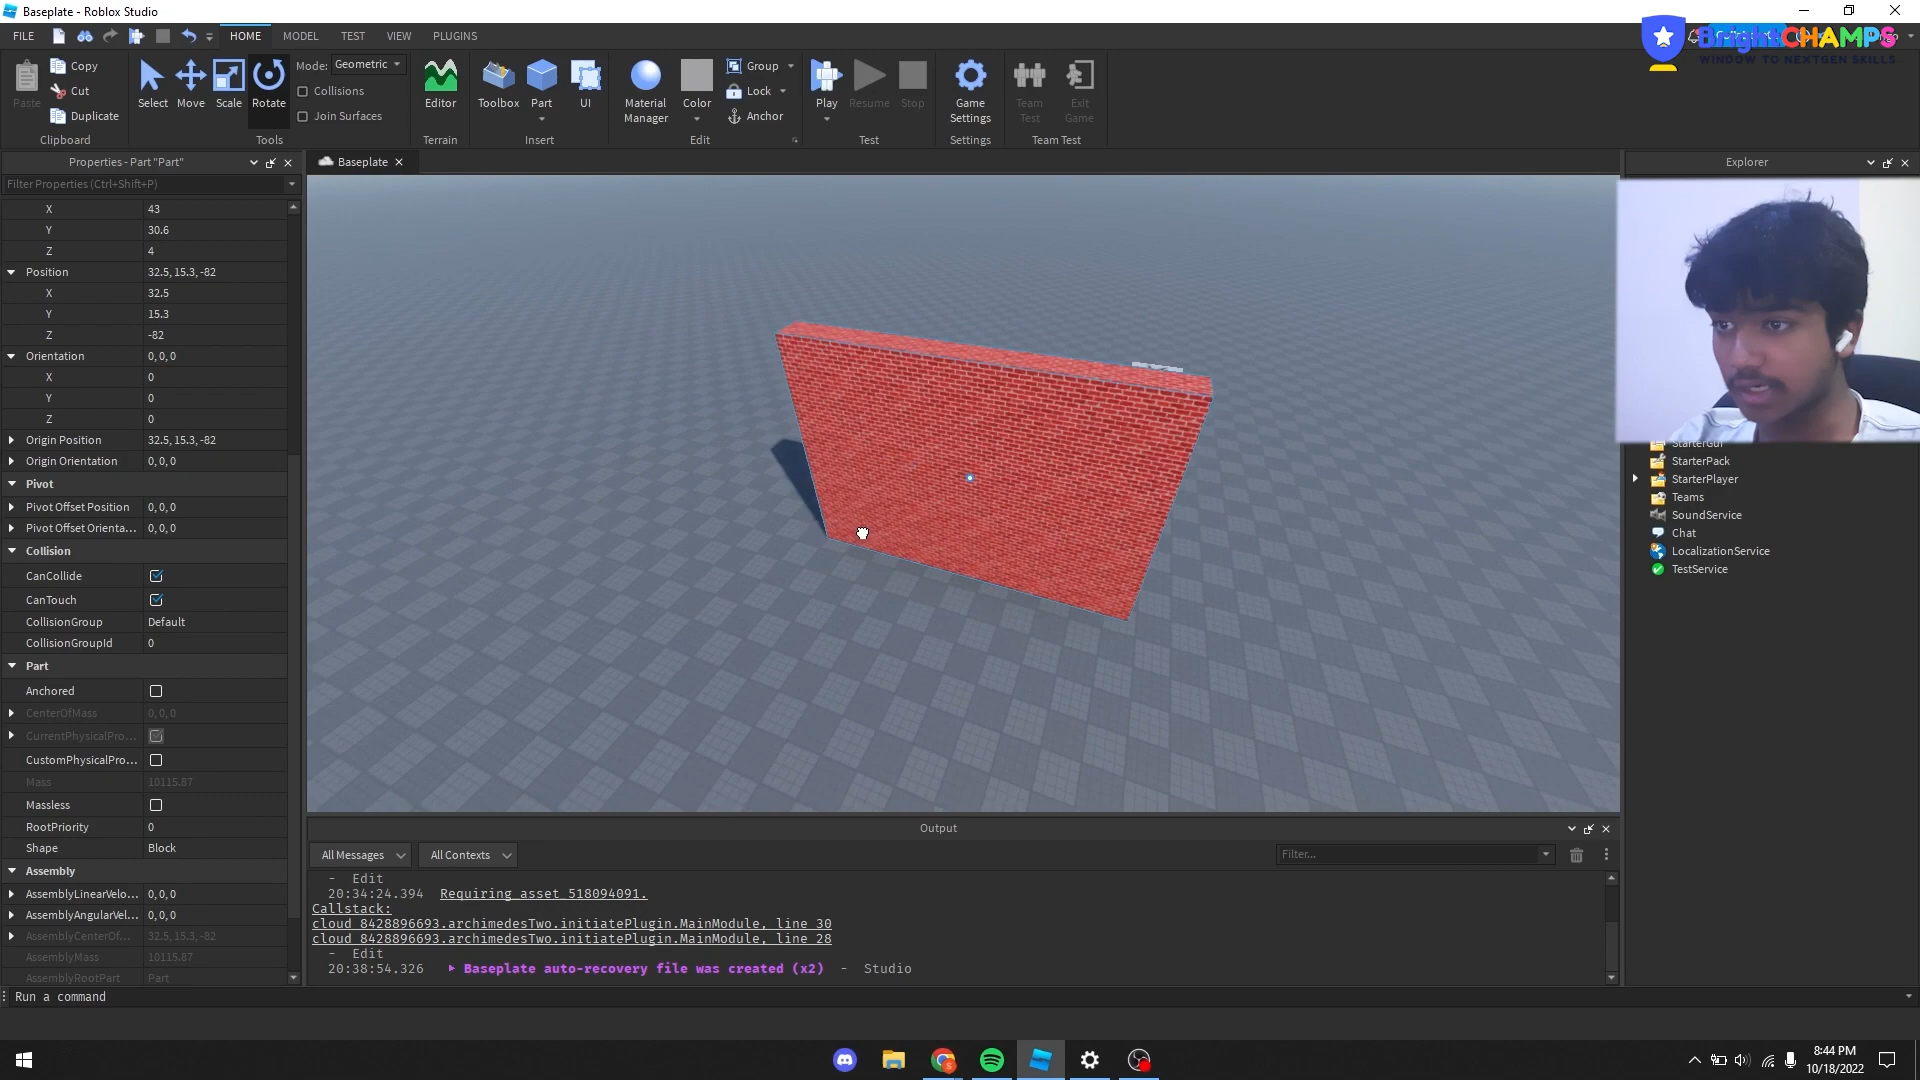 Baseplate - Roblox Studio
FILE HOME MODEL TEST VIEW PLUGINS
BrightCHAMPS
WINDOW TO NEXTGEN SKILLS
Paste Copy Cut Duplicate
Clipboard
Select Move Scale Rotate
Mode: Geometric
Collisions
Join Surfaces
Tools
Editor
Terrain
Toolbox Part UI
Insert
Material Manager Color
Group
Lock
Anchor
Edit
Play Resume Stop
Test
Game Settings
Settings
Team Test Exit Game
Team Test
Properties - Part "Part"
Filter Properties (Ctrl+Shift+P)
X 43
Y 30.6
Z 4
Position 32.5, 15.3, -82
X 32.5
Y 15.3
Z -82
Orientation 0, 0, 0
X 0
Y 0
Z 0
Origin Position 32.5, 15.3, -82
Origin Orientation 0, 0, 0
Pivot
Pivot Offset Position 0, 0, 0
Pivot Offset Orienta... 0, 0, 0
Collision
CanCollide
CanTouch
CollisionGroup Default
CollisionGroupId 0
Part
Anchored
CenterOfMass 0, 0, 0
CurrentPhysicalPro...
CustomPhysicalPro...
Mass 10115.87
Massless
RootPriority 0
Shape Block
Assembly
AssemblyLinearVelo... 0, 0, 0
AssemblyAngularVel... 0, 0, 0
AssemblyCenterOf... 32.5, 15.3, -82
AssemblyMass 10115.87
AssemblyRootPart Part
Baseplate
Explorer
StarterGui
StarterPack
StarterPlayer
Teams
SoundService
Chat
LocalizationService
TestService
Output
All Messages All Contexts Filter...
- Edit
20:34:24.394 Requiring asset 518094091.
Callstack:
cloud_8428896693.archimedesTwo.initiatePlugin.MainModule, line 30
cloud_8428896693.archimedesTwo.initiatePlugin.MainModule, line 28
- Edit
20:38:54.326 Baseplate auto-recovery file was created (x2) - Studio
Run a command
8:44 PM
10/18/2022